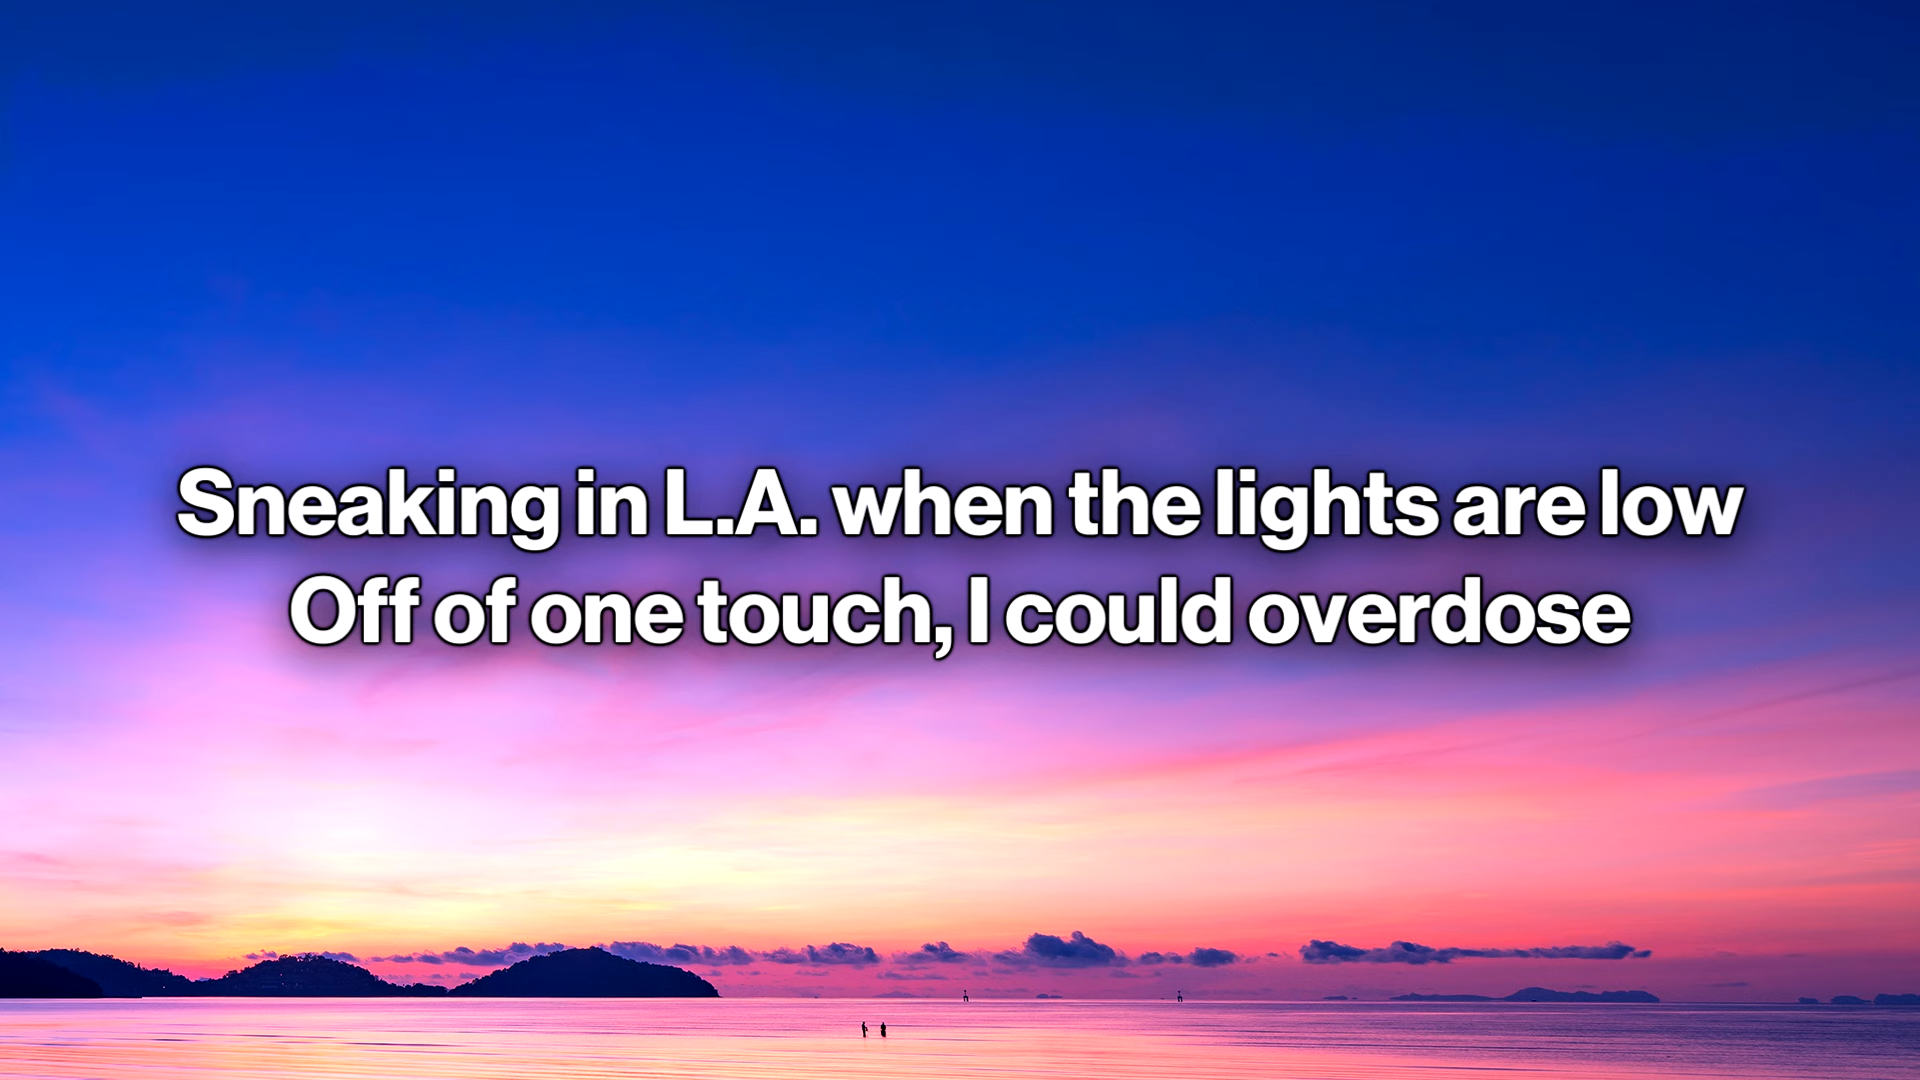 Sneaking in L.A. when the lights are low
Off of one touch, I could overdose